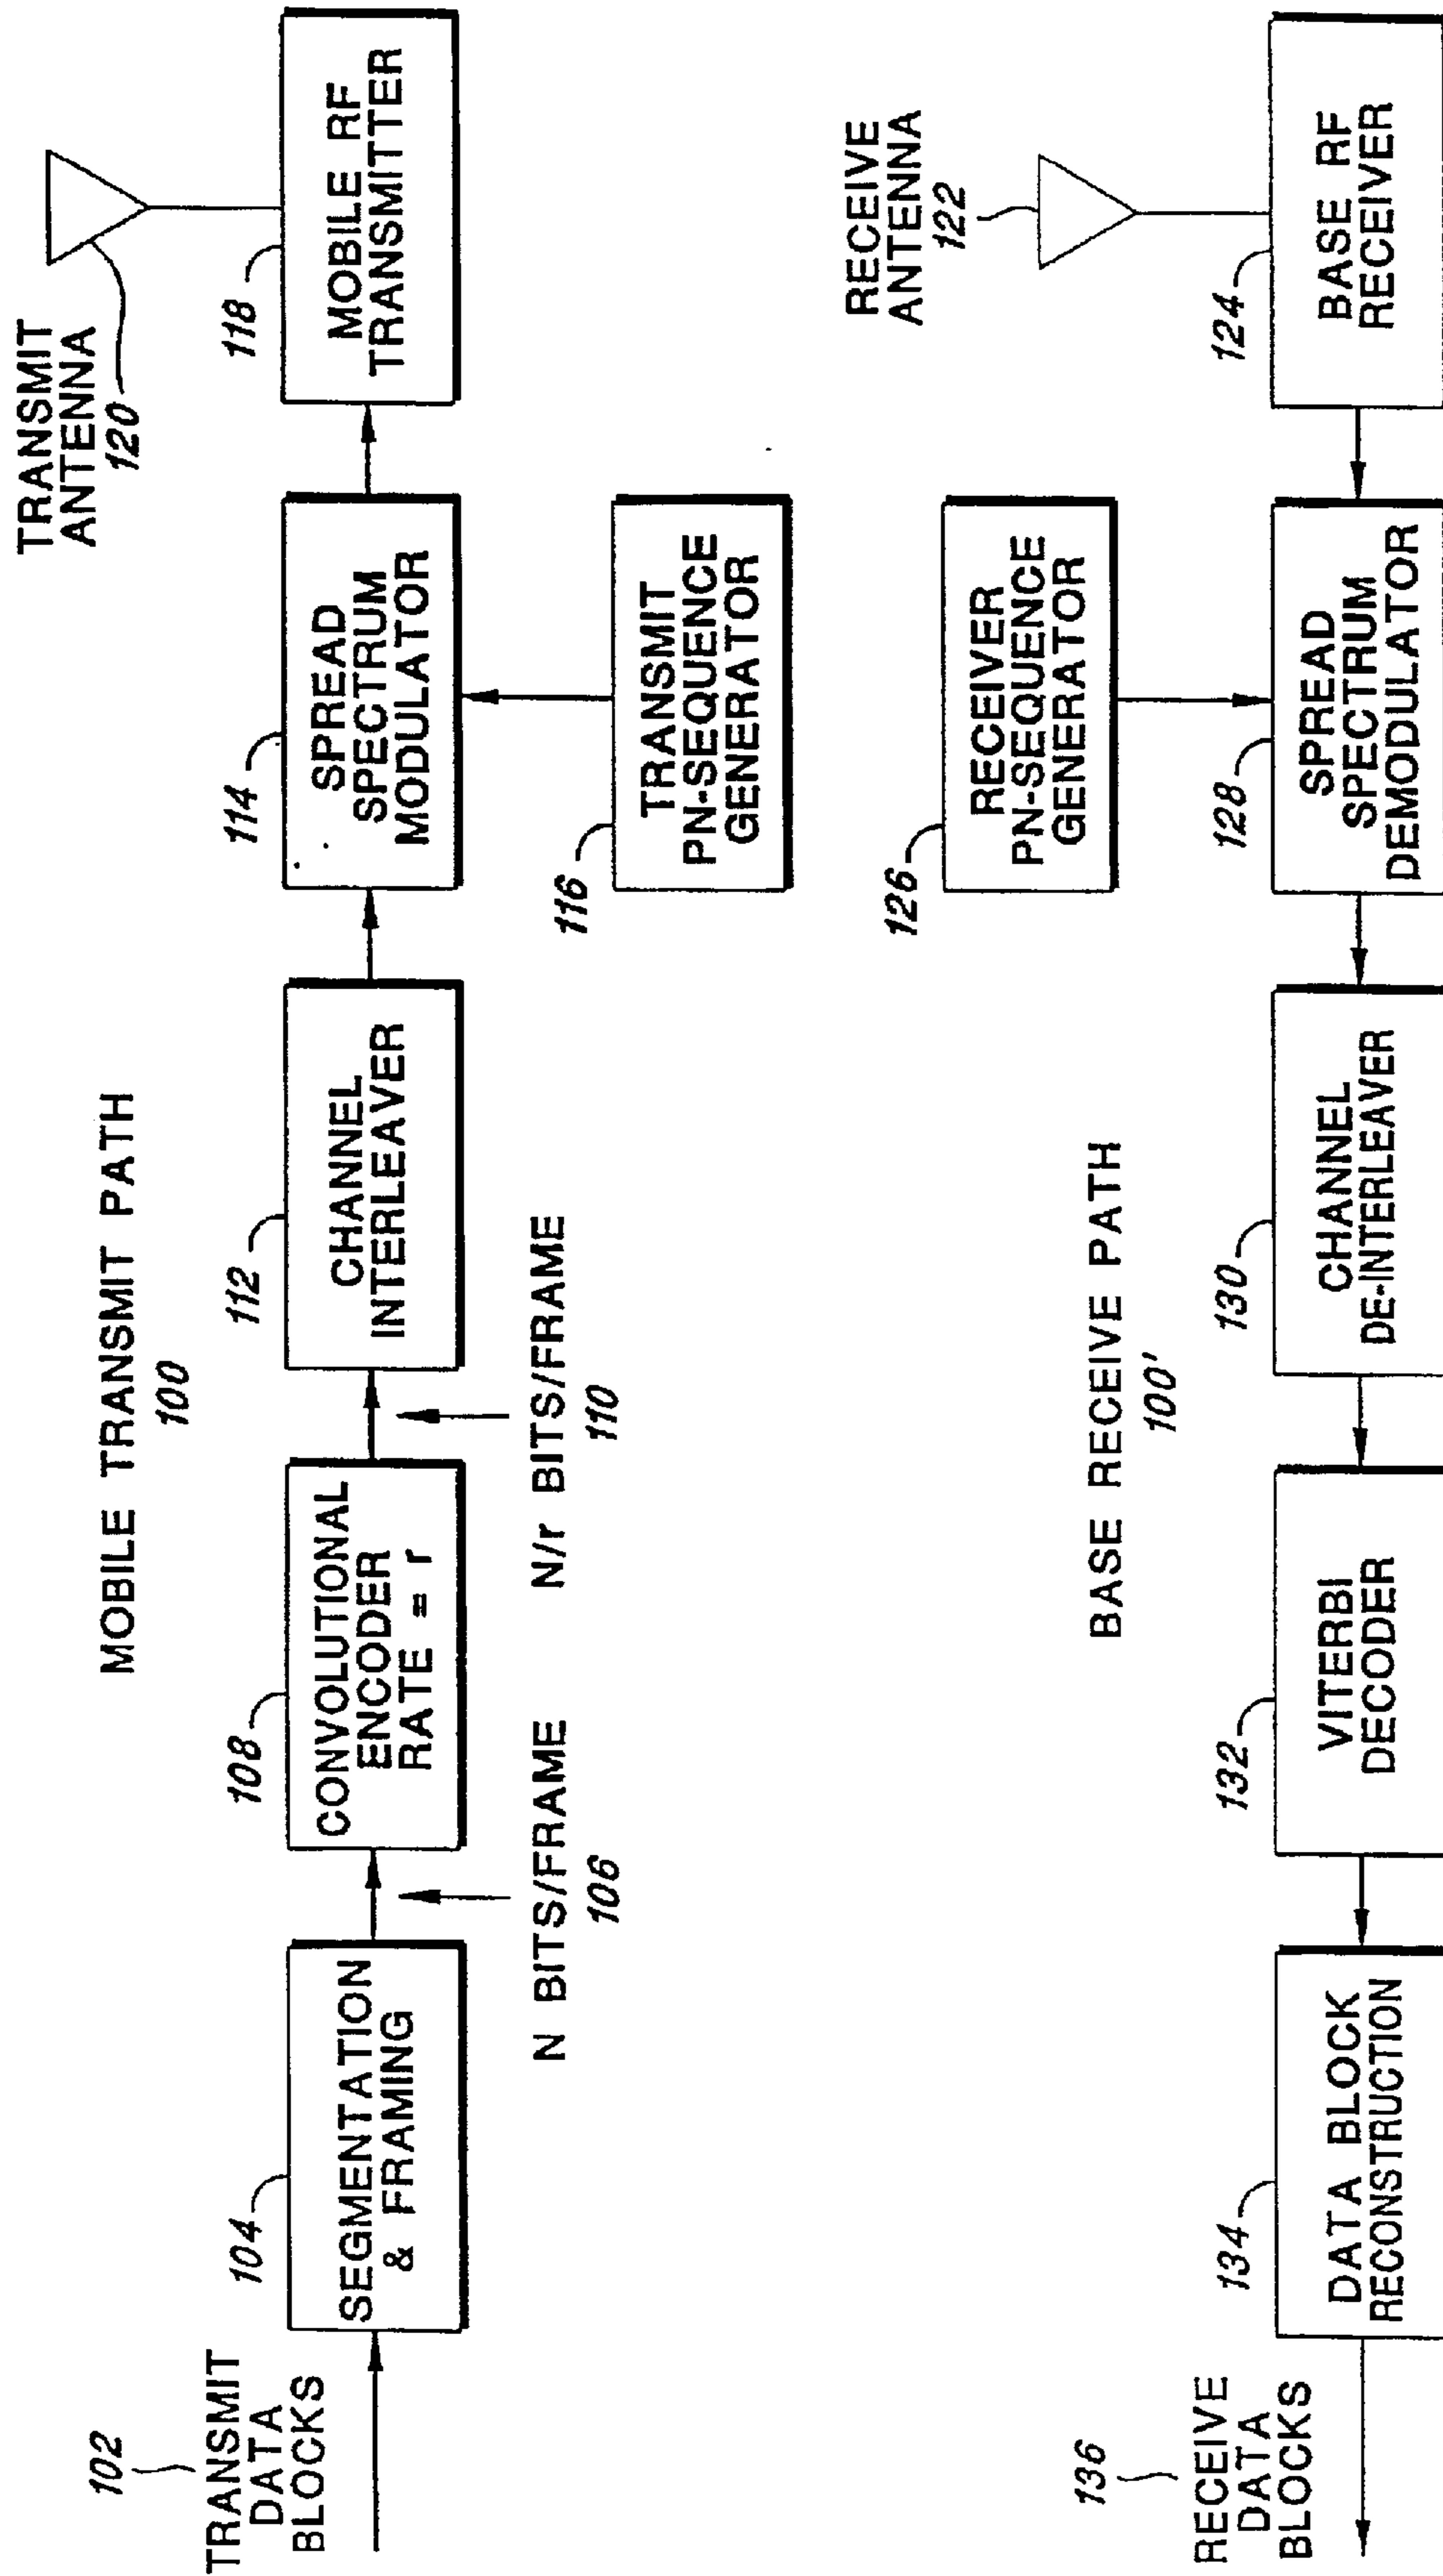 MOBILE TRANSMIT PATH
100
102
TRANSMIT
DATA
BLOCKS
104
SEGMENTATION
& FRAMING
N BITS/FRAME
106
108
CONVOLUTIONAL
ENCODER
RATE = r
N/r BITS/FRAME
110
112
CHANNEL
INTERLEAVER
114
SPREAD
SPECTRUM
MODULATOR
116
TRANSMIT
PN-SEQUENCE
GENERATOR
118
MOBILE RF
TRANSMITTER
TRANSMIT
ANTENNA
120
BASE RECEIVE PATH
100'
RECEIVE
ANTENNA
122
124
BASE RF
RECEIVER
126
RECEIVER
PN-SEQUENCE
GENERATOR
128
SPREAD
SPECTRUM
DEMODULATOR
130
CHANNEL
DE-INTERLEAVER
132
VITERBI
DECODER
134
DATA BLOCK
RECONSTRUCTION
136
RECEIVE
DATA
BLOCKS